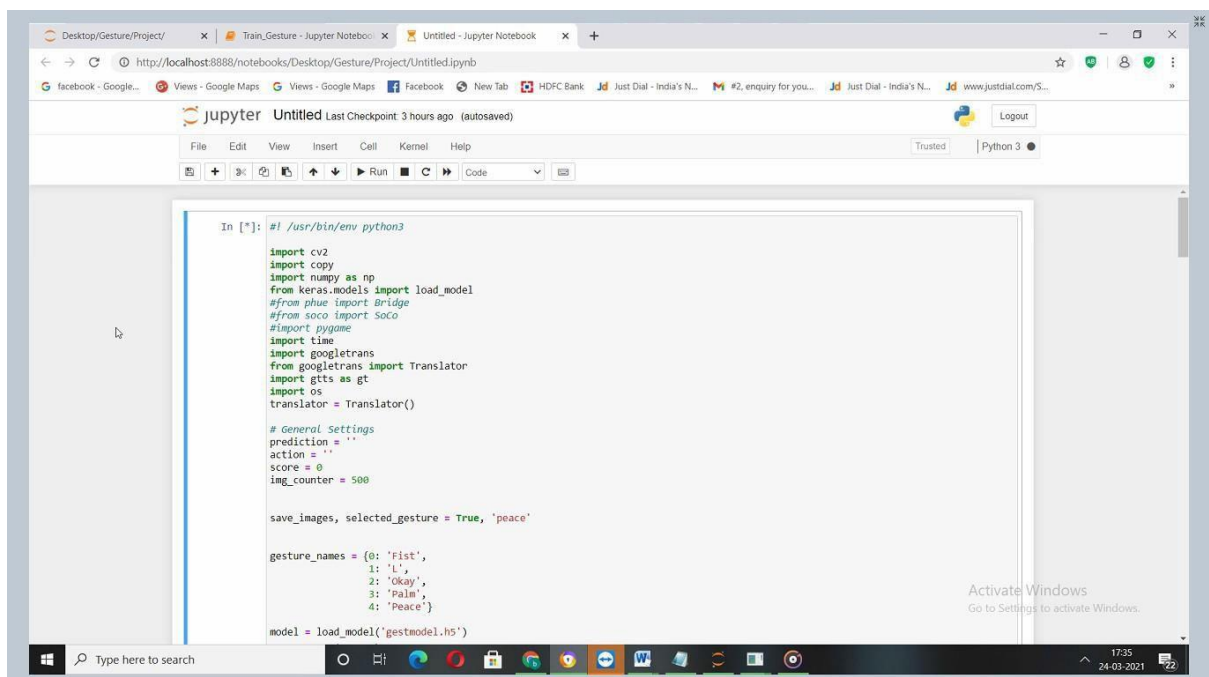 Desktop/Gesture/Project/ Train_Gesture - Jupyter Noteboo Untitled - Jupyter Notebook
http://localhost:8888/notebooks/Desktop/Gesture/Project/Untitled.ipynb
facebook - Google... Views - Google Maps Views - Google Maps Facebook New Tab HDFC Bank Just Dial - India's N... #2, enquiry for you... Just Dial - India's N... www.justdial.com/S... »
jupyter Untitled Last Checkpoint: 3 hours ago (autosaved) Logout
File Edit View Insert Cell Kernel Help Trusted Python 3
Run Code
In [*]: #! /usr/bin/env python3
import cv2
import copy
import numpy as np
from keras.models import load_model
#from phue import Bridge
#from soco import SoCo
#import pygame
import time
import googletrans
from googletrans import Translator
import gtts as gt
import os
translator = Translator()
# General Settings
prediction = ''
action = ''
score = 0
img_counter = 500
save_images, selected_gesture = True, 'peace'
gesture_names = {0: 'Fist',
1: 'L',
2: 'Okay',
3: 'Palm',
4: 'Peace'}
model = load_model('gestmodel.h5')
Activate Windows
Go to Settings to activate Windows.
Type here to search
17:35
24-03-2021
22